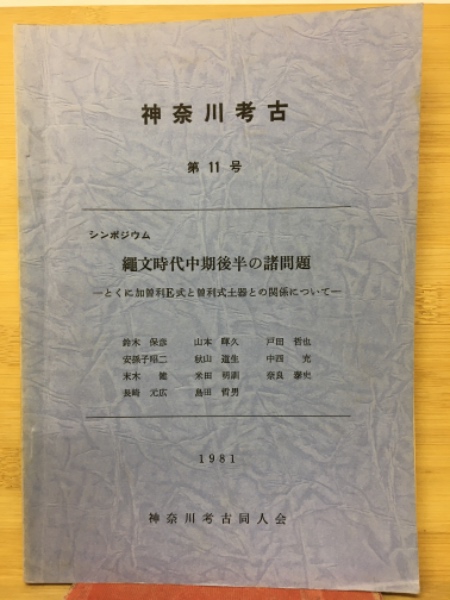 神奈川考古
第11号
シンポジウム
縄文時代中期後半の諸問題
―とくに加曽利E式と曽利式土器との関係について―
鈴木 保彦 山本 暉久 戸田 哲也
安孫子昭二 秋山 道生 中西 充
末木 健 米田 明訓 奈良 泰史
長崎 元広 島田 哲男
1981
神奈川考古同人会